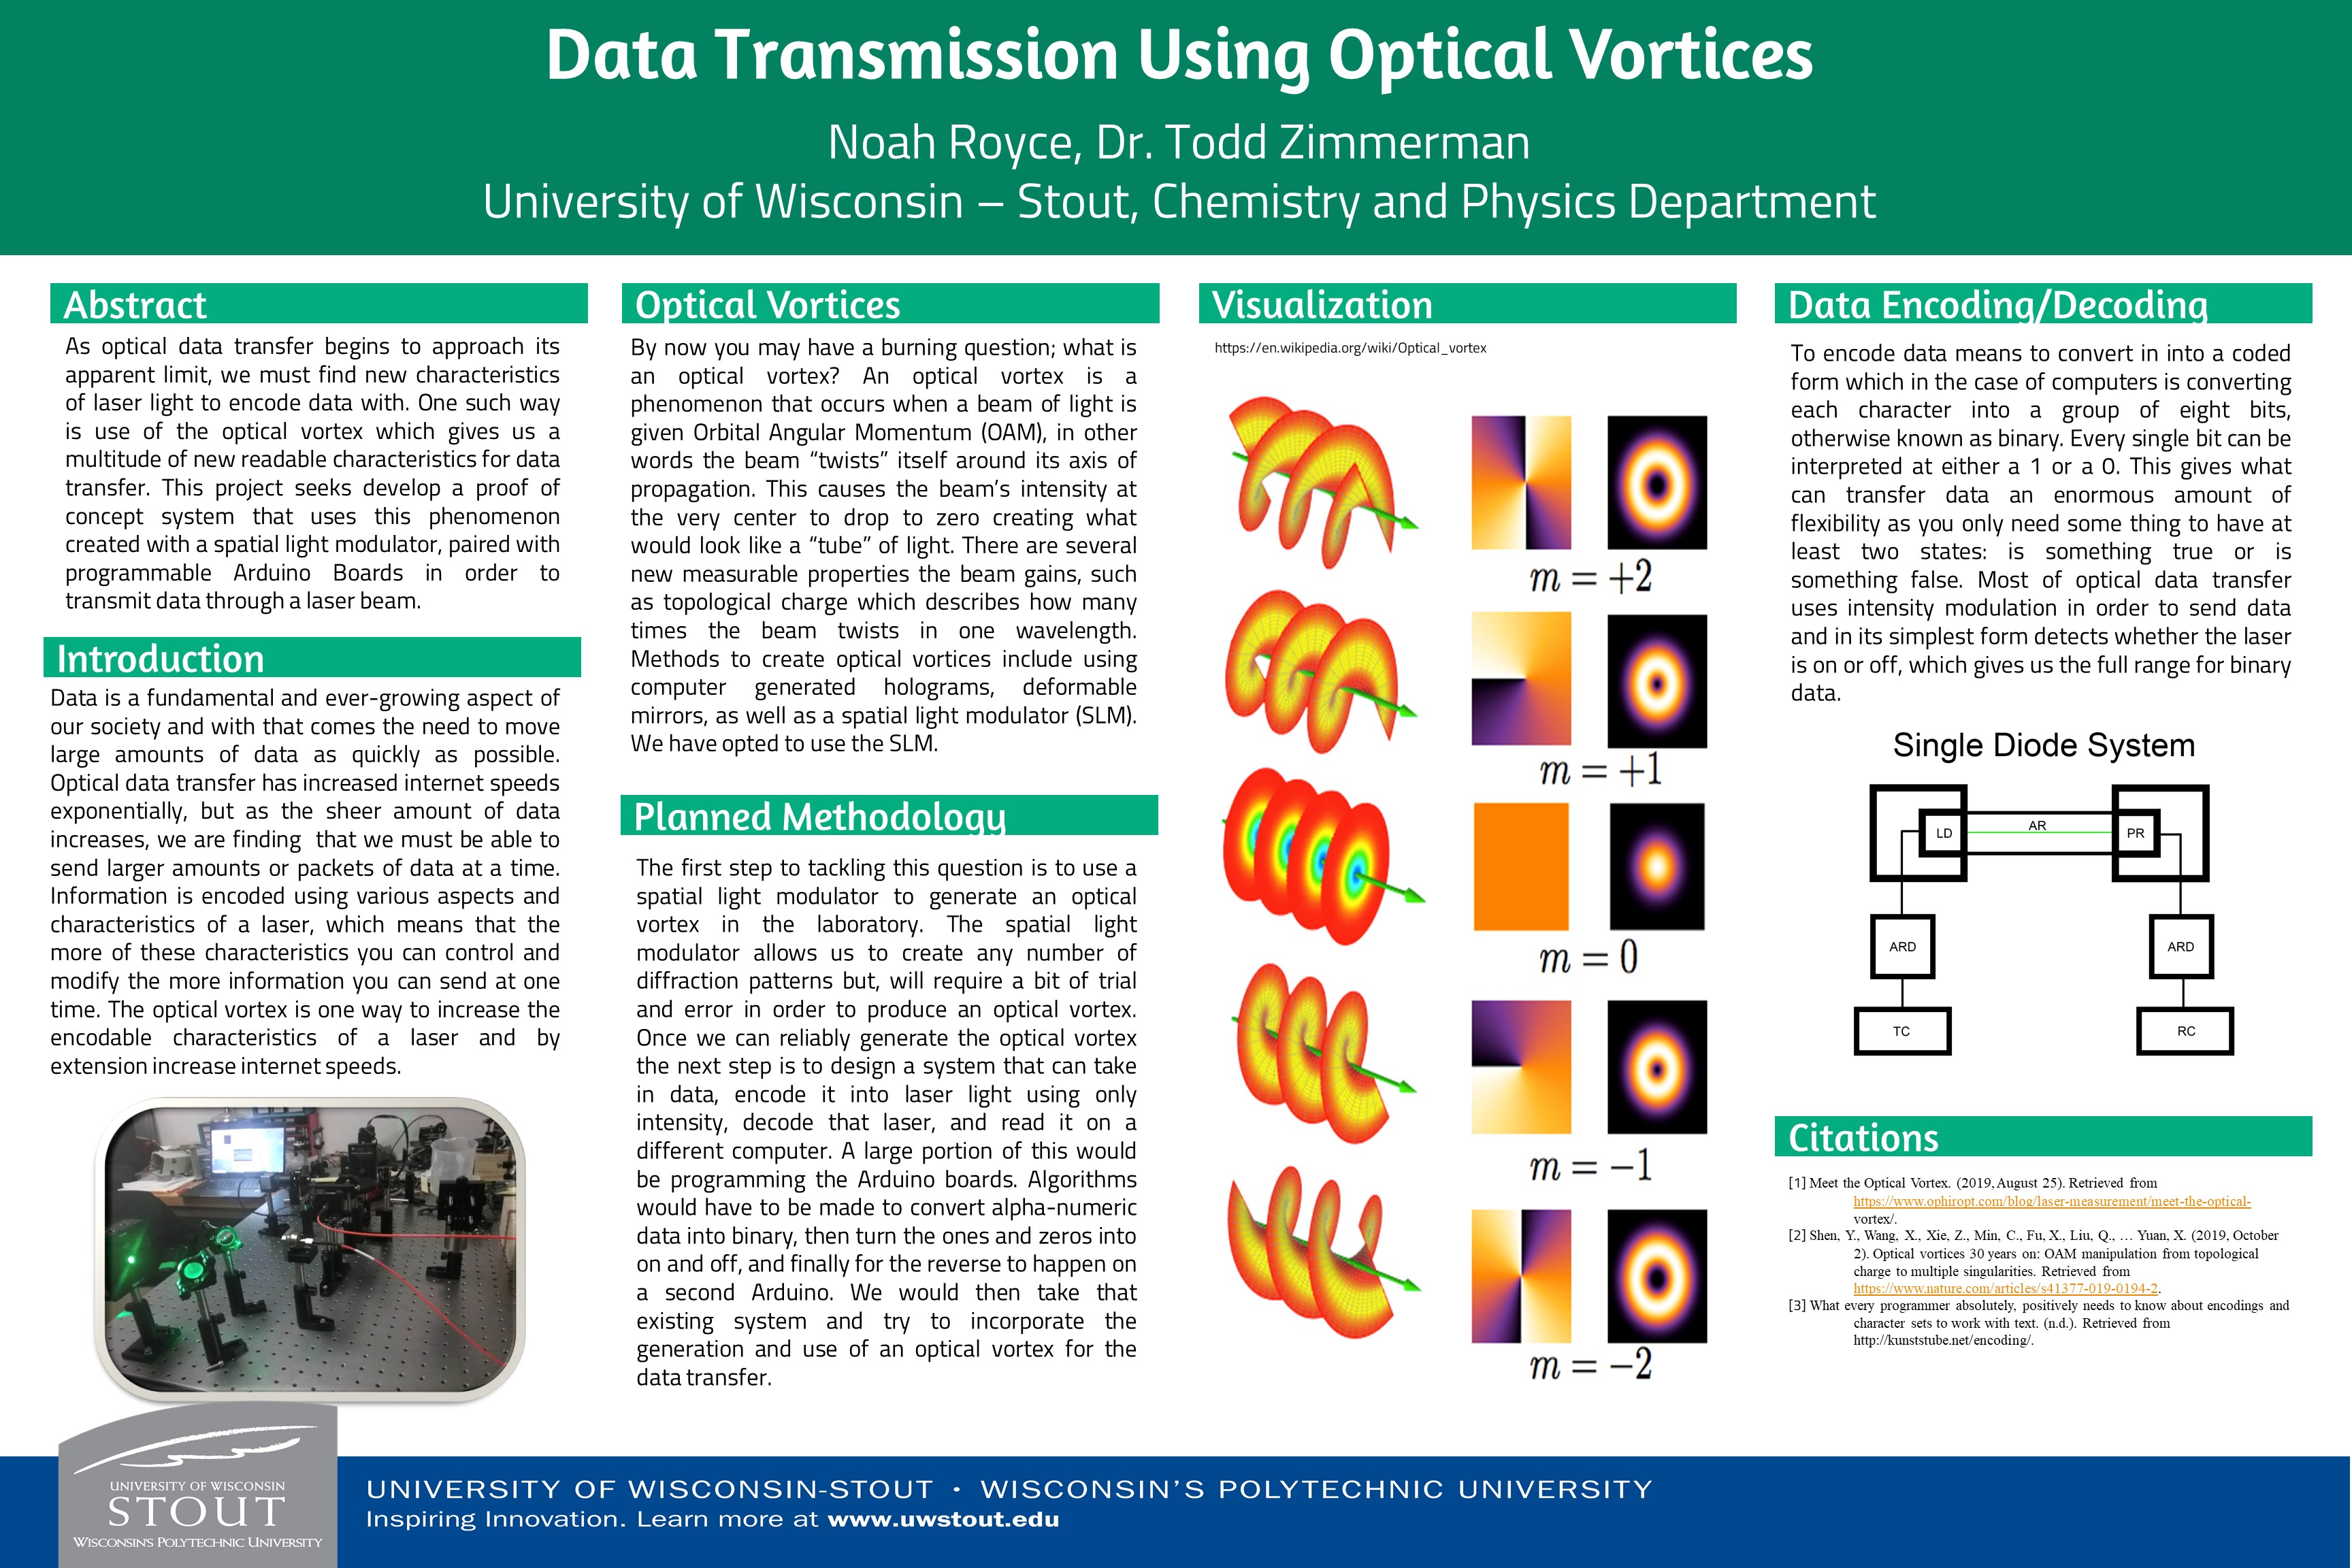 Data Transmission Using Optical Vortices
Noah Royce, Dr. Todd Zimmerman
University of Wisconsin – Stout, Chemistry and Physics Department
Abstract
As optical data transfer begins to approach its
apparent limit, we must find new characteristics
of laser light to encode data with. One such way
is use of the optical vortex which gives us a
multitude of new readable characteristics for data
transfer. This project seeks develop a proof of
concept system that uses this phenomenon
created with a spatial light modulator, paired with
programmable Arduino Boards in order to
transmit data through a laser beam.
Introduction
Data is a fundamental and ever-growing aspect of
our society and with that comes the need to move
large amounts of data as quickly as possible.
Optical data transfer has increased internet speeds
exponentially, but as the sheer amount of data
increases, we are finding that we must be able to
send larger amounts or packets of data at a time.
Information is encoded using various aspects and
characteristics of a laser, which means that the
more of these characteristics you can control and
modify the more information you can send at one
time. The optical vortex is one way to increase the
encodable characteristics of a laser and by
extension increase internet speeds.
Optical Vortices
By now you may have a burning question; what is
an optical vortex? An optical vortex is a
phenomenon that occurs when a beam of light is
given Orbital Angular Momentum (OAM), in other
words the beam “twists” itself around its axis of
propagation. This causes the beam’s intensity at
the very center to drop to zero creating what
would look like a “tube” of light. There are several
new measurable properties the beam gains, such
as topological charge which describes how many
times the beam twists in one wavelength.
Methods to create optical vortices include using
computer generated holograms, deformable
mirrors, as well as a spatial light modulator (SLM).
We have opted to use the SLM.
Planned Methodology
The first step to tackling this question is to use a
spatial light modulator to generate an optical
vortex in the laboratory. The spatial light
modulator allows us to create any number of
diffraction patterns but, will require a bit of trial
and error in order to produce an optical vortex.
Once we can reliably generate the optical vortex
the next step is to design a system that can take
in data, encode it into laser light using only
intensity, decode that laser, and read it on a
different computer. A large portion of this would
be programming the Arduino boards. Algorithms
would have to be made to convert alpha-numeric
data into binary, then turn the ones and zeros into
on and off, and finally for the reverse to happen on
a second Arduino. We would then take that
existing system and try to incorporate the
generation and use of an optical vortex for the
data transfer.
Visualization
https://en.wikipedia.org/wiki/Optical_vortex
m = +2
m = +1
m = 0
m = −1
m = −2
Data Encoding/Decoding
To encode data means to convert in into a coded
form which in the case of computers is converting
each character into a group of eight bits,
otherwise known as binary. Every single bit can be
interpreted at either a 1 or a 0. This gives what
can transfer data an enormous amount of
flexibility as you only need some thing to have at
least two states: is something true or is
something false. Most of optical data transfer
uses intensity modulation in order to send data
and in its simplest form detects whether the laser
is on or off, which gives us the full range for binary
data.
Single Diode System
LD
AR
PR
ARD
ARD
TC
RC
Citations
[1] Meet the Optical Vortex. (2019, August 25). Retrieved from
https://www.ophiropt.com/blog/laser-measurement/meet-the-optical-
vortex/.
[2] Shen, Y., Wang, X., Xie, Z., Min, C., Fu, X., Liu, Q., … Yuan, X. (2019, October
2). Optical vortices 30 years on: OAM manipulation from topological
charge to multiple singularities. Retrieved from
https://www.nature.com/articles/s41377-019-0194-2.
[3] What every programmer absolutely, positively needs to know about encodings and
character sets to work with text. (n.d.). Retrieved from
http://kunststube.net/encoding/.
UNIVERSITY OF WISCONSIN
STOUT
WISCONSIN'S POLYTECHNIC UNIVERSITY
UNIVERSITY OF WISCONSIN-STOUT • WISCONSIN’S POLYTECHNIC UNIVERSITY
Inspiring Innovation. Learn more at www.uwstout.edu